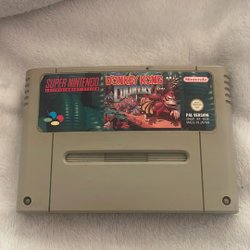 SUPER NINTENDO
ENTERTAINMENT SYSTEM
DONKEY KONG
COUNTRY
Nintendo
PAL VERSION
MADE IN JAPAN